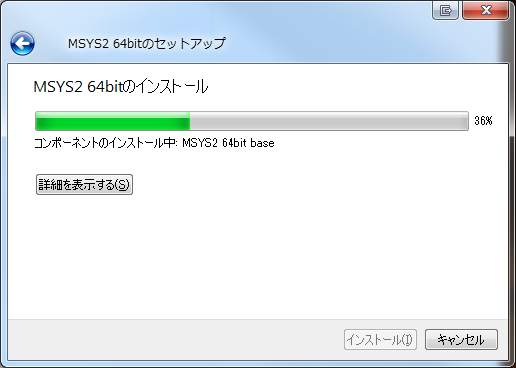 MSYS2 64bitのセットアップ
MSYS2 64bitのインストール
36%
コンポーネントのインストール中: MSYS2 64bit base
詳細を表示する(S)
インストール(I) キャンセル